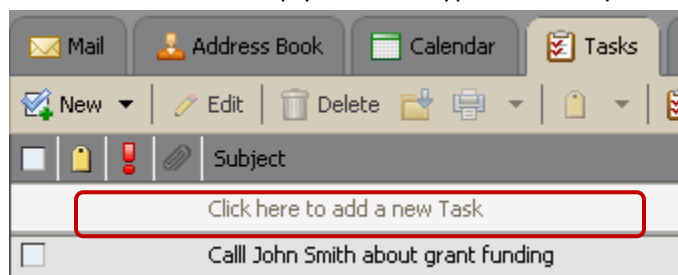 Mail Address Book Calendar Tasks
New Edit Delete
Subject
Click here to add a new Task
Calll John Smith about grant funding